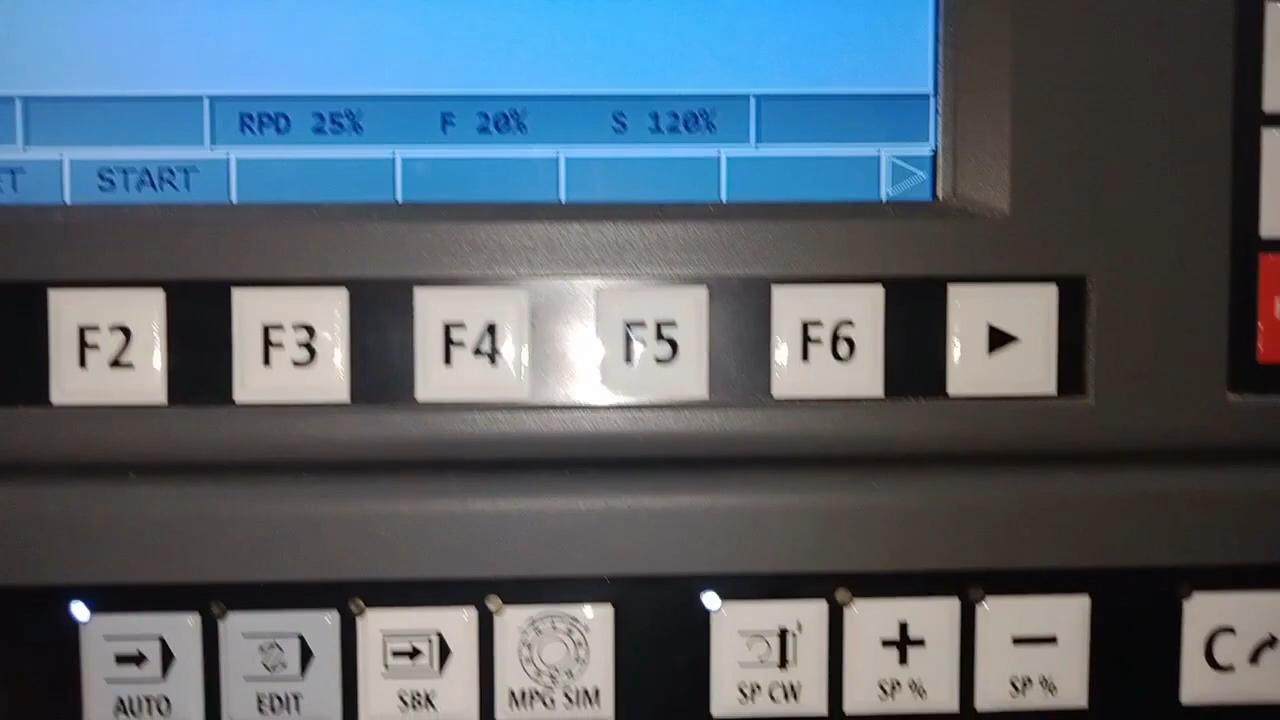 RPD 25% F 20% S 120%
ET START
F2 F3 F4 F5 F6
AUTO EDIT SBK MPG SIM SP CW + SP % - SP % C